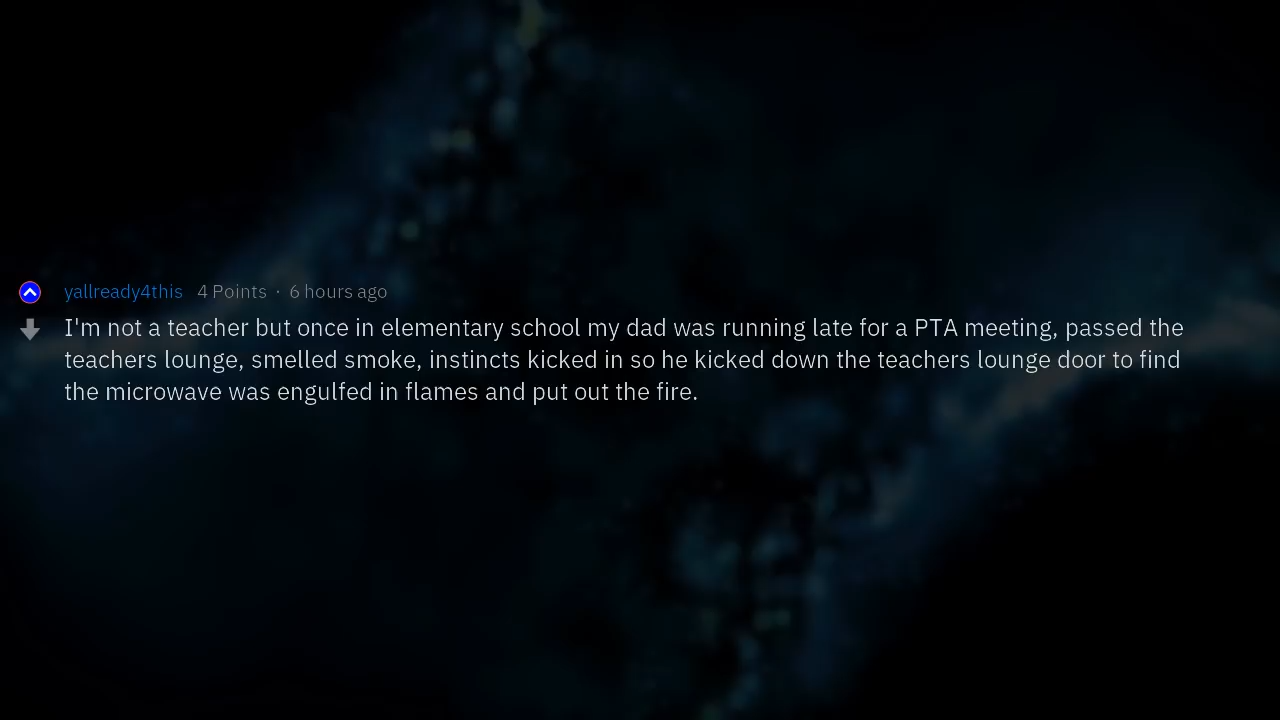 yallready4this 4 Points · 6 hours ago
I'm not a teacher but once in elementary school my dad was running late for a PTA meeting, passed the
teachers lounge, smelled smoke, instincts kicked in so he kicked down the teachers lounge door to find
the microwave was engulfed in flames and put out the fire.